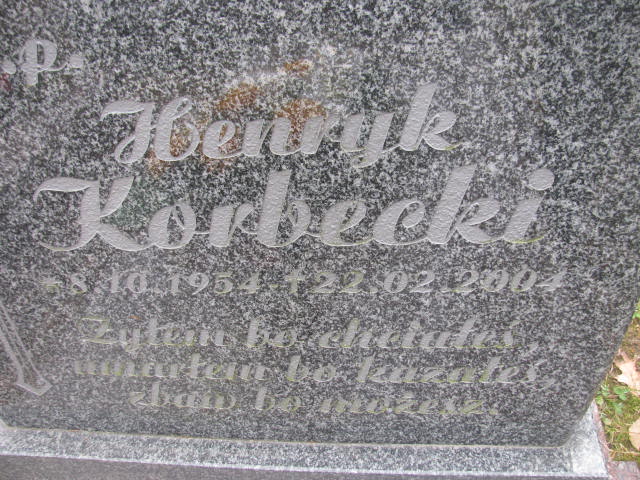 .p.
Henryk
Korbecki
*8.10.1954 - †22.02.2004
Żyłem bo chciałeś,
umarłem bo kazałeś,
zbaw bo możesz.